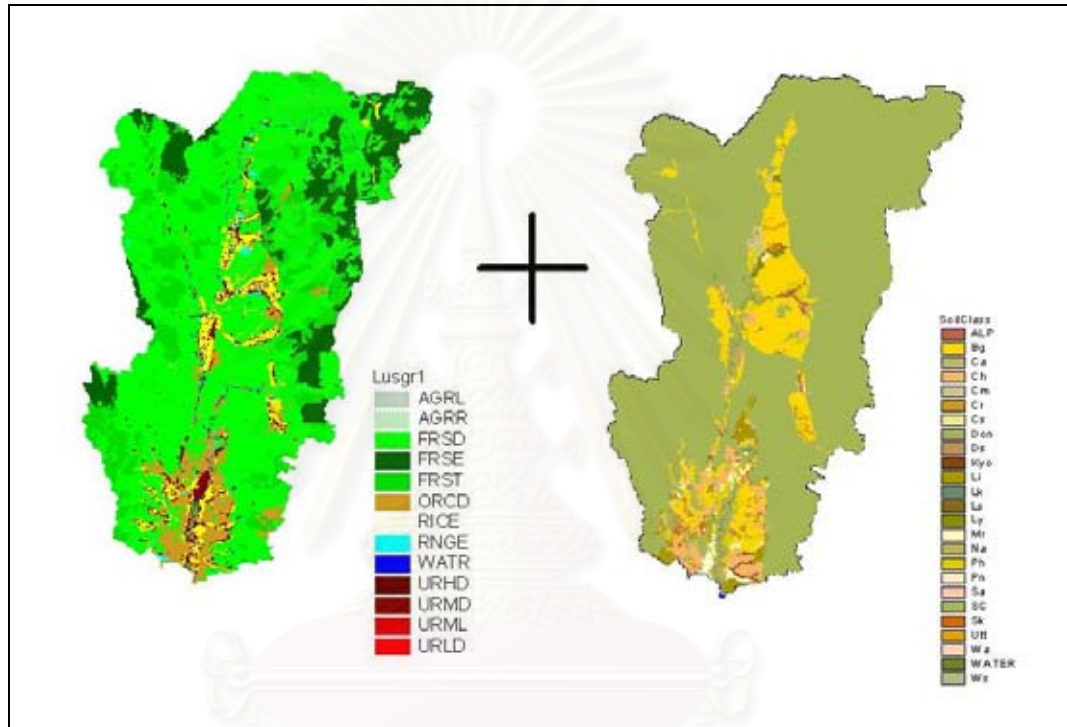 Lusgr1
AGRL
AGRR
FRSD
FRSE
FRST
ORCD
RICE
RNGE
WATR
URHD
URMD
URML
URLD
SoilClass
ALP
Bg
Ca
Ch
Cm
Cr
Cs
Don
Ds
Kyo
Li
Lk
Ls
Ly
Mr
Na
Ph
Pn
Sa
SC
Sk
Utt
Wa
WATER